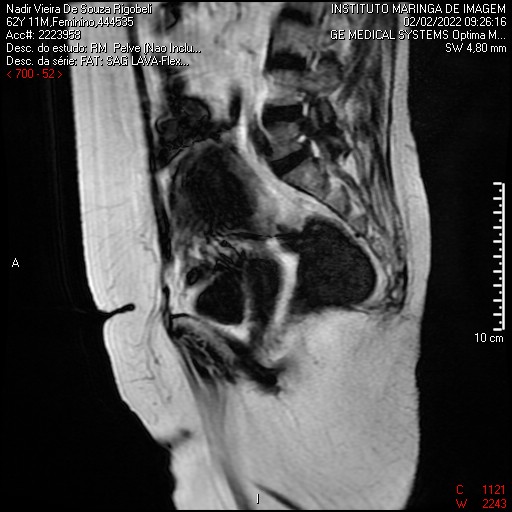 Nadir Vieira De Souza Rigobeli
62Y 11M,Feminino,444535
Acc#: 2223953
Desc. do estudo: RM Pelve (Nao Inclu...
Desc. da série: FAT: SAG LAVA-Flex...
< 700 - 52 >
INSTITUTO MARINGA DE IMAGEM
02/02/2022 09:26:16
GE MEDICAL SYSTEMS Optima M...
SW 4,80 mm
A
10 cm
I
C 1121
W 2243